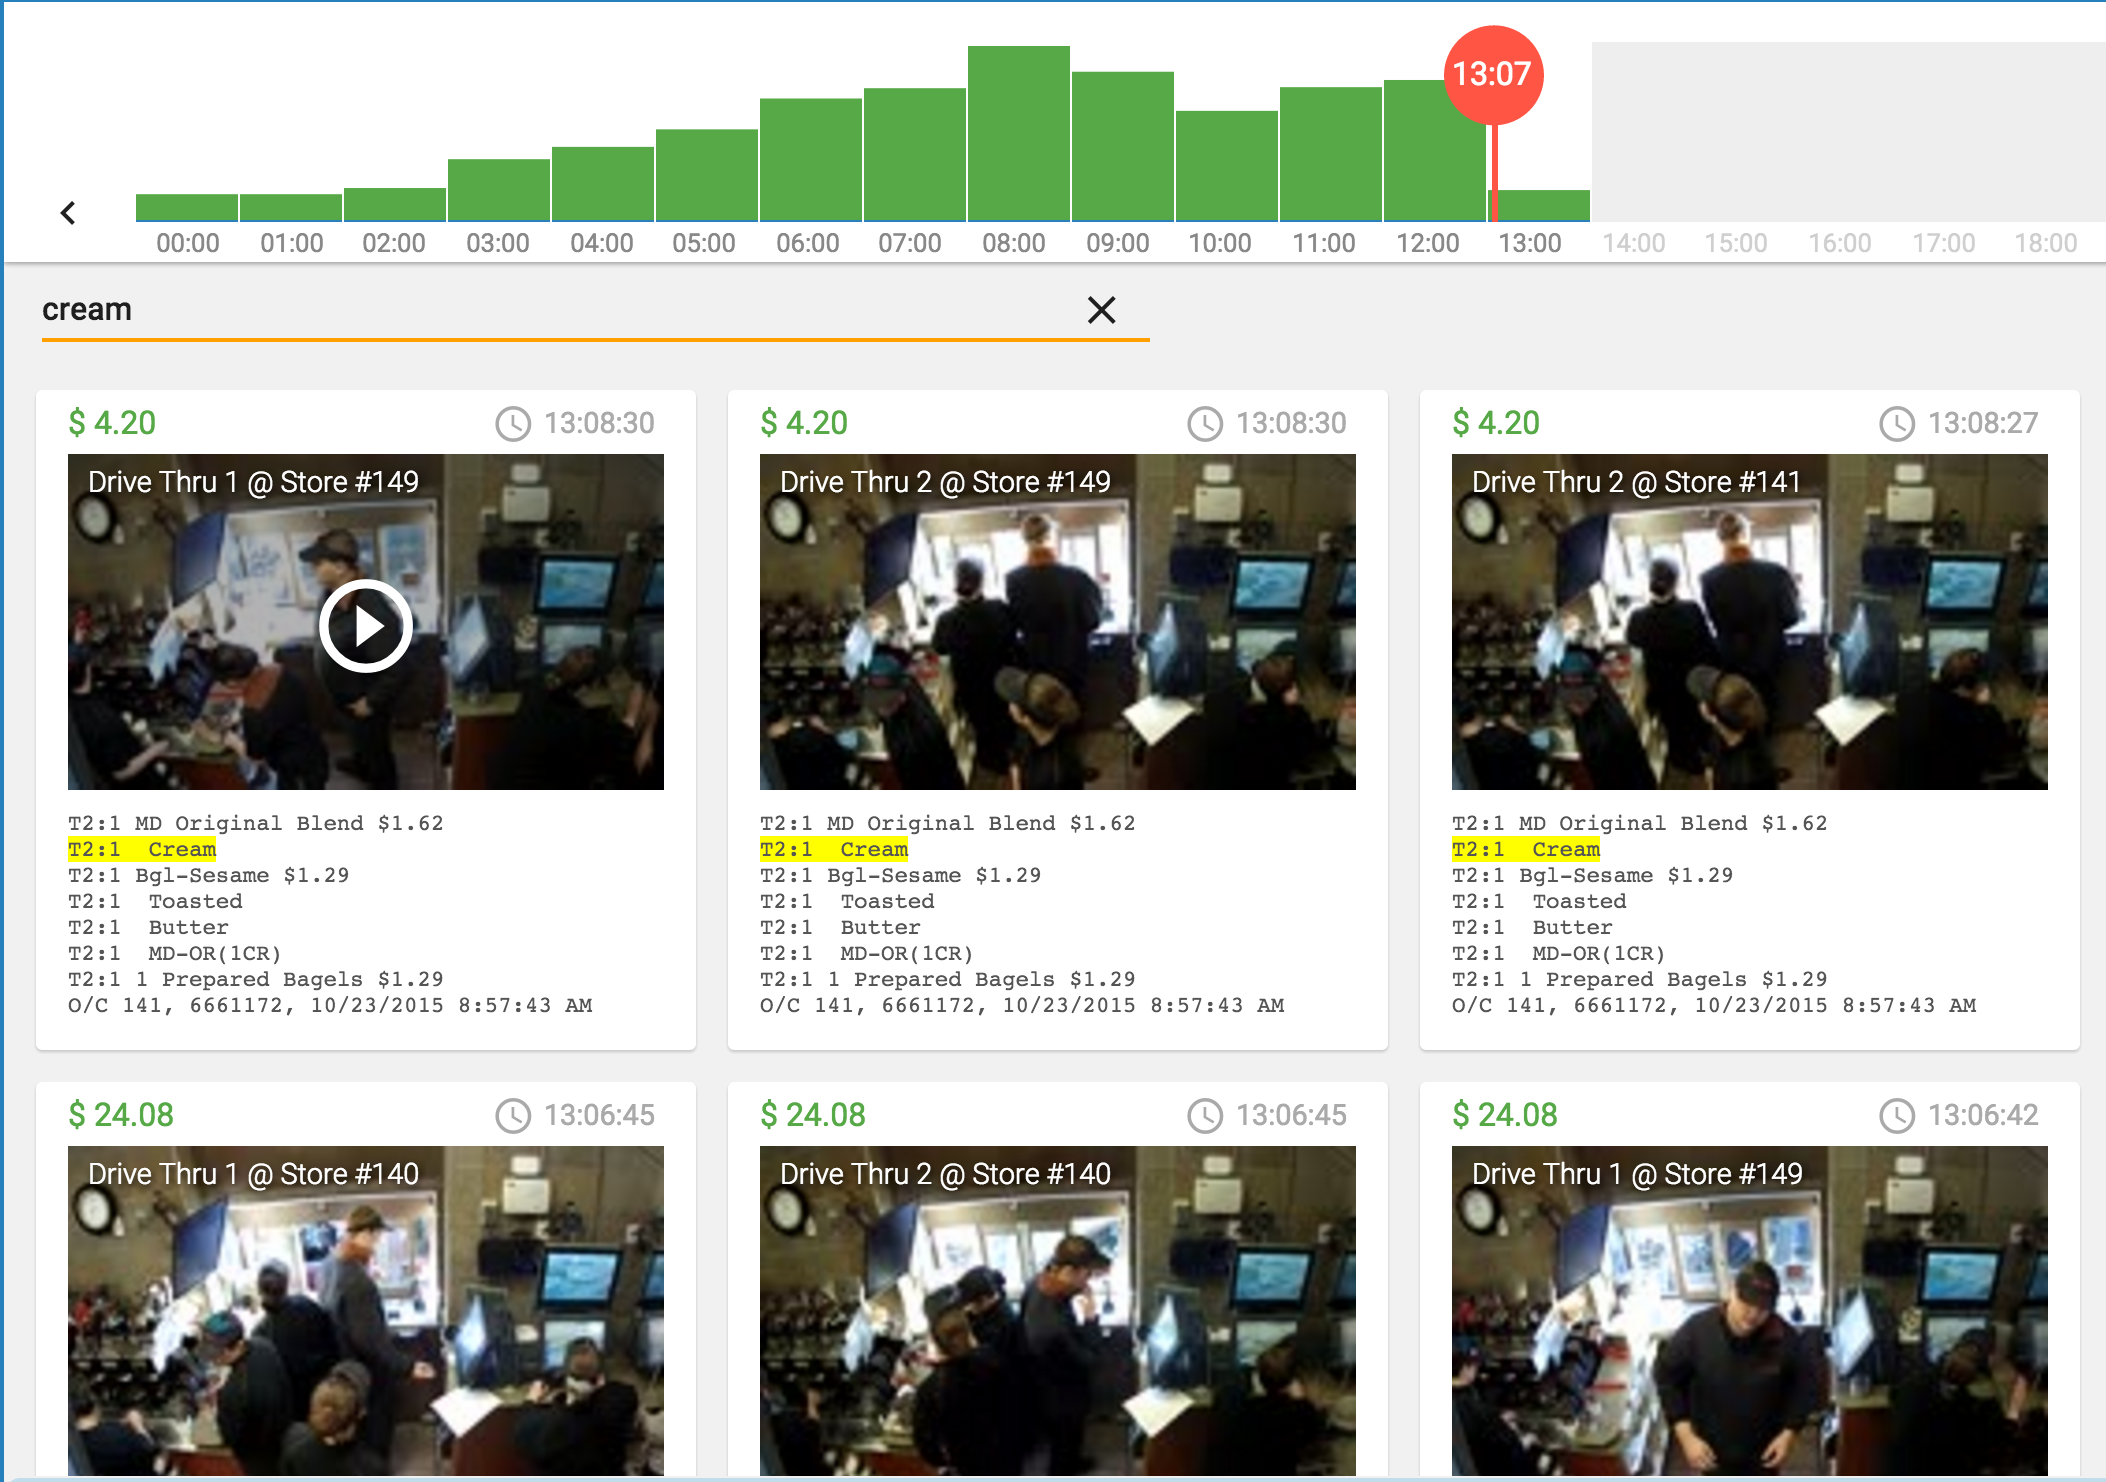 13:07
00:00 01:00 02:00 03:00 04:00 05:00 06:00 07:00 08:00 09:00 10:00 11:00 12:00 13:00 14:00 15:00 16:00 17:00 18:00
cream
$ 4.20 13:08:30
Drive Thru 1 @ Store #149
T2:1 MD Original Blend $1.62
T2:1  Cream
T2:1 Bgl-Sesame $1.29
T2:1  Toasted
T2:1  Butter
T2:1  MD-OR(1CR)
T2:1 1 Prepared Bagels $1.29
O/C 141, 6661172, 10/23/2015 8:57:43 AM
$ 4.20 13:08:30
Drive Thru 2 @ Store #149
T2:1 MD Original Blend $1.62
T2:1  Cream
T2:1 Bgl-Sesame $1.29
T2:1  Toasted
T2:1  Butter
T2:1  MD-OR(1CR)
T2:1 1 Prepared Bagels $1.29
O/C 141, 6661172, 10/23/2015 8:57:43 AM
$ 4.20 13:08:27
Drive Thru 2 @ Store #141
T2:1 MD Original Blend $1.62
T2:1  Cream
T2:1 Bgl-Sesame $1.29
T2:1  Toasted
T2:1  Butter
T2:1  MD-OR(1CR)
T2:1 1 Prepared Bagels $1.29
O/C 141, 6661172, 10/23/2015 8:57:43 AM
$ 24.08 13:06:45
Drive Thru 1 @ Store #140
$ 24.08 13:06:45
Drive Thru 2 @ Store #140
$ 24.08 13:06:42
Drive Thru 1 @ Store #149